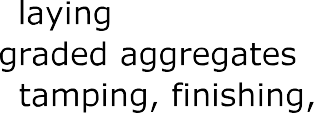 laying
graded aggregates
tamping, finishing,